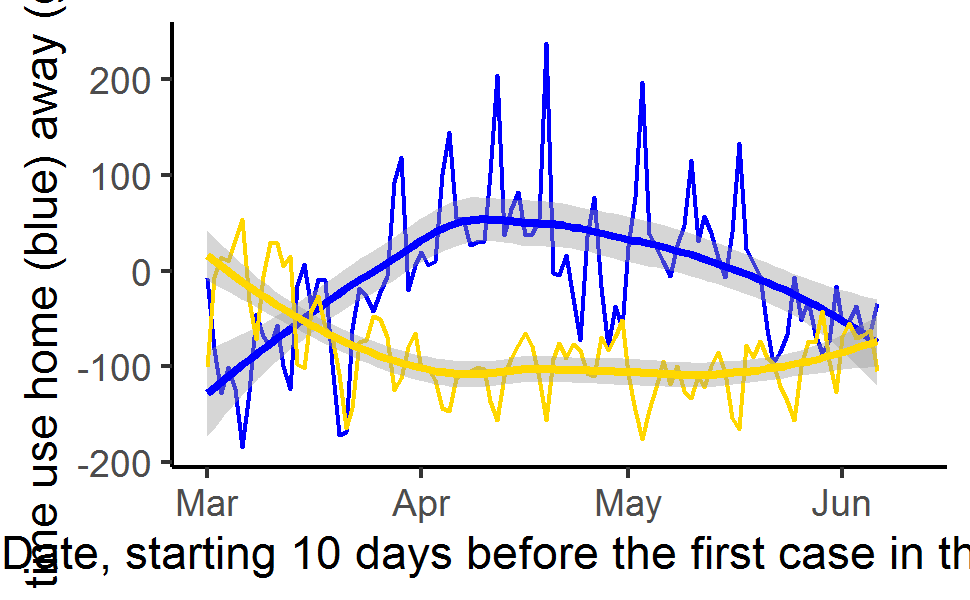 time use home (blue) away (
200
100
0
-100
-200
Mar Apr May Jun
Date, starting 10 days before the first case in th